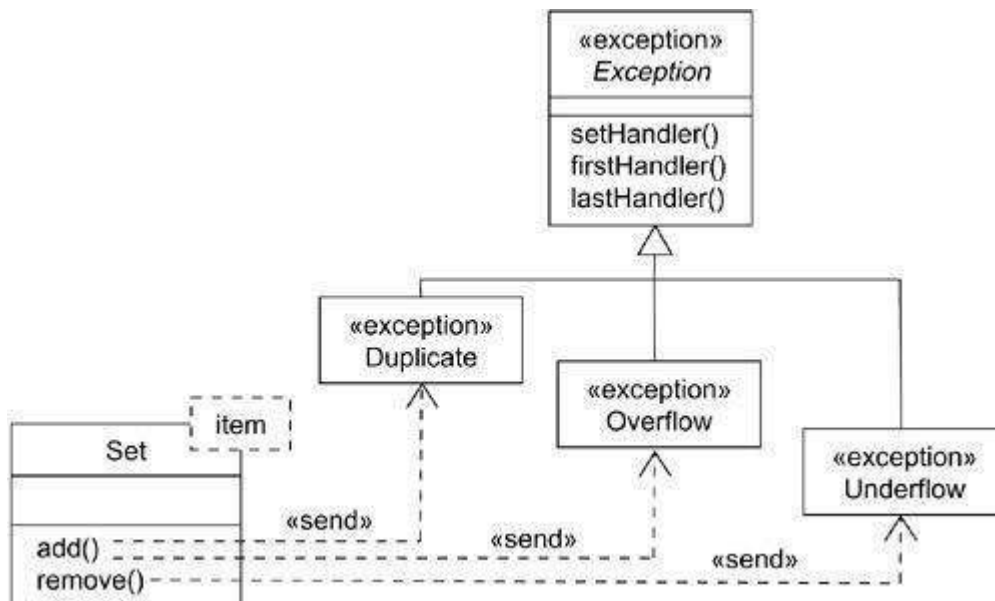 «exception»
Exception
setHandler()
firstHandler()
lastHandler()
«exception»
Duplicate
«exception»
Overflow
item
Set
«exception»
Underflow
«send»
add()
«send»
remove()
«send»